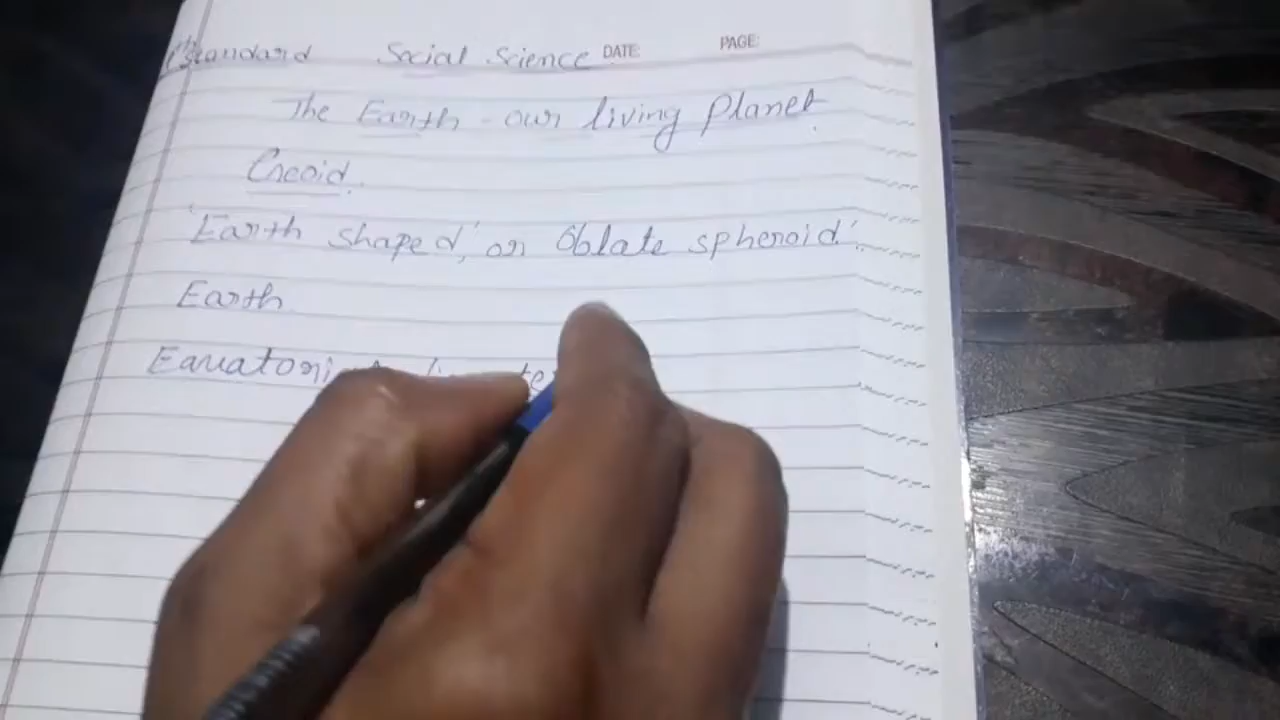 Standard Social Science DATE: PAGE:
The Earth - our living Planet.
Geoid.
'Earth shaped' or 'Oblate spheroid'.
Earth.